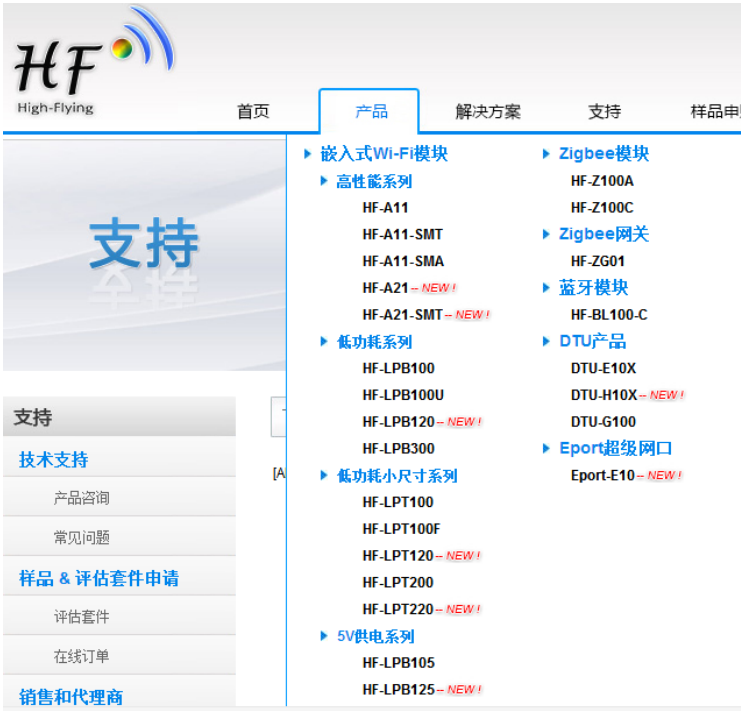 HF
High-Flying
首页
产品
解决方案
支持
样品申
支持
嵌入式Wi-Fi模块
高性能系列
HF-A11
HF-A11-SMT
HF-A11-SMA
HF-A21-- NEW !
HF-A21-SMT-- NEW !
低功耗系列
HF-LPB100
HF-LPB100U
HF-LPB120-- NEW !
HF-LPB300
低功耗小尺寸系列
HF-LPT100
HF-LPT100F
HF-LPT120-- NEW !
HF-LPT200
HF-LPT220-- NEW !
5V供电系列
HF-LPB105
HF-LPB125-- NEW !
Zigbee模块
HF-Z100A
HF-Z100C
Zigbee网关
HF-ZG01
蓝牙模块
HF-BL100-C
DTU产品
DTU-E10X
DTU-H10X-- NEW !
DTU-G100
Eport超级网口
Eport-E10-- NEW !
支持
技术支持
产品咨询
常见问题
样品 & 评估套件申请
评估套件
在线订单
销售和代理商
[A